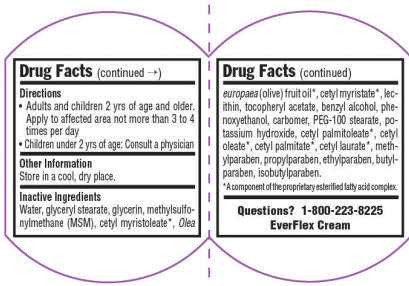 Drug Facts (continued →)
Directions
• Adults and children 2 yrs of age and older.
Apply to affected area not more than 3 to 4
times per day
• Children under 2 yrs of age: Consult a physician
Other Information
Store in a cool, dry place.
Inactive Ingredients
Water, glyceryl stearate, glycerin, methylsulfo-
nylmethane (MSM), cetyl myristoleate*, Olea
Drug Facts (continued)
europaea (olive) fruit oil*, cetyl myristate*, lec-
ithin, tocopheryl acetate, benzyl alcohol, phe-
noxyethanol, carbomer, PEG-100 stearate, po-
tassium hydroxide, cetyl palmitoleate*, cetyl
oleate*, cetyl palmitate*, cetyl laurate*, meth-
ylparaben, propylparaben, ethylparaben, butyl-
paraben, isobutylparaben.
*A component of the proprietary esterified fatty acid complex.
Questions? 1-800-223-8225
EverFlex Cream